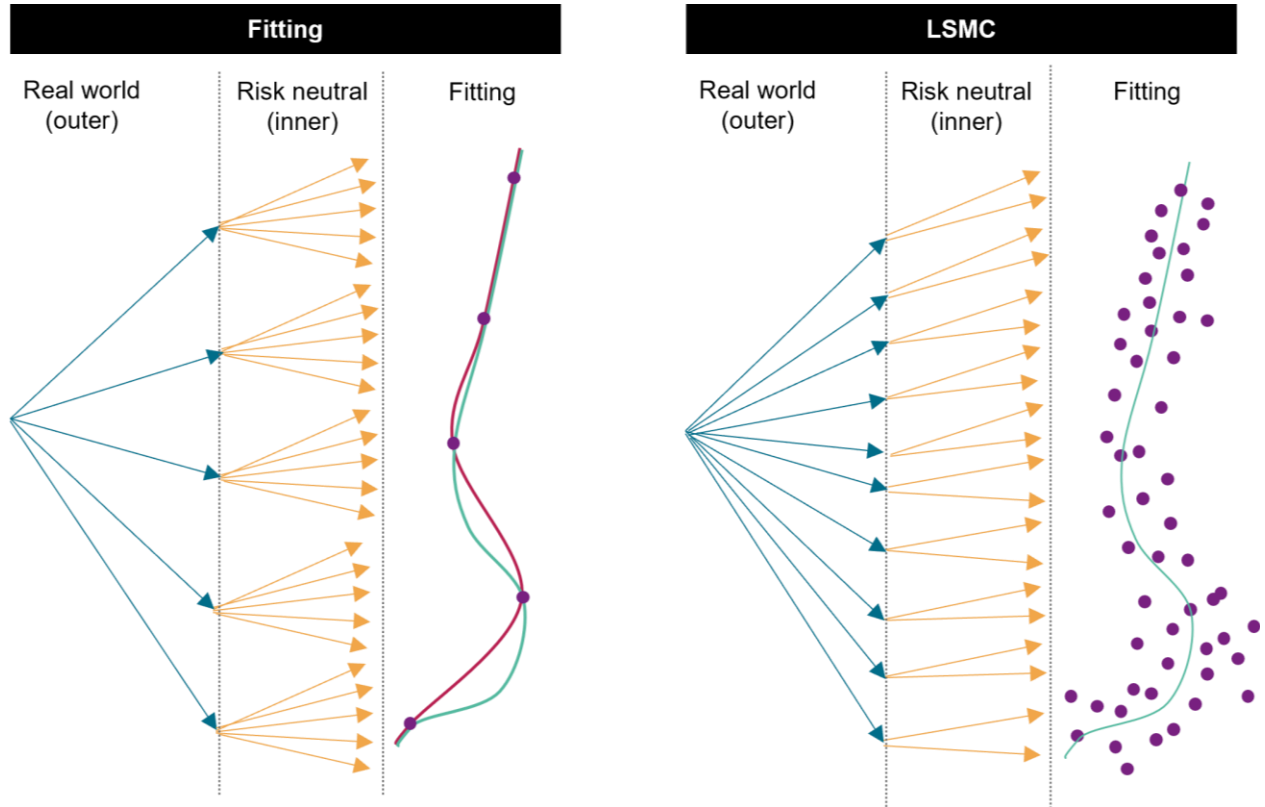 Fitting
Real world
(outer)
Risk neutral
(inner)
Fitting
LSMC
Real world
(outer)
Risk neutral
(inner)
Fitting